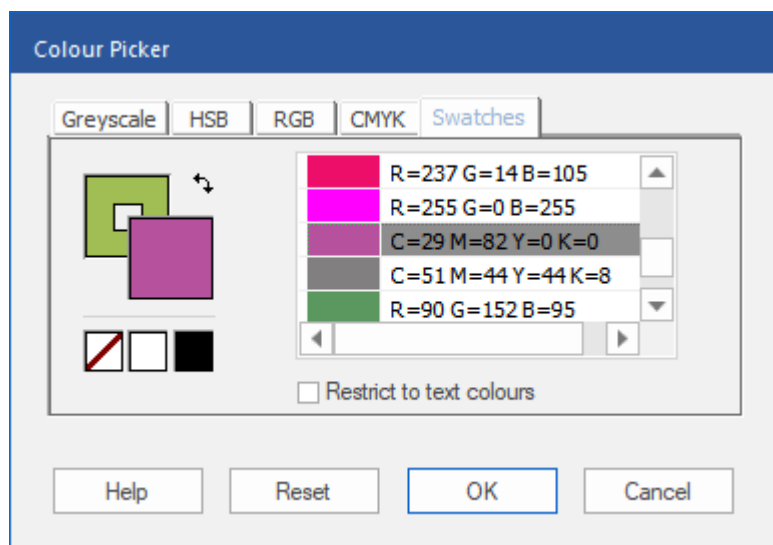 Colour Picker
Greyscale HSB RGB CMYK Swatches
R=237 G=14 B=105
R=255 G=0 B=255
C=29 M=82 Y=0 K=0
C=51 M=44 Y=44 K=8
R=90 G=152 B=95
Restrict to text colours
Help Reset OK Cancel